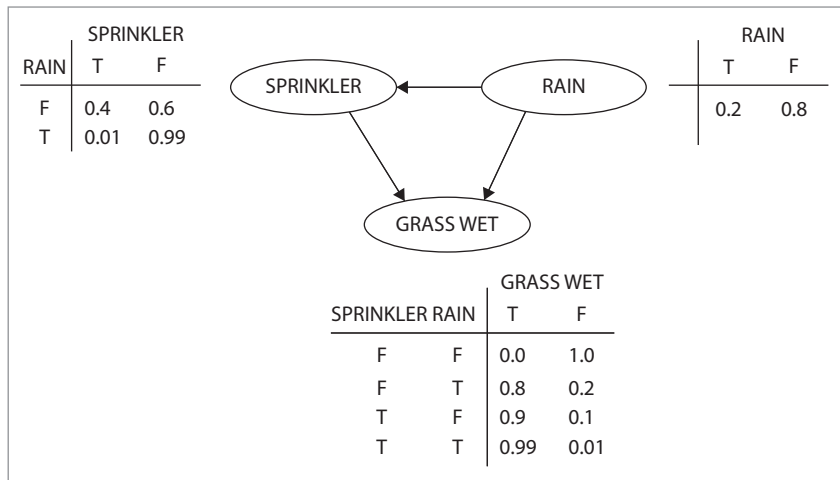 SPRINKLER
RAIN T F
F 0.4 0.6
T 0.01 0.99
SPRINKLER
RAIN
RAIN
T F
0.2 0.8
GRASS WET
GRASS WET
SPRINKLER RAIN T F
F F 0.0 1.0
F T 0.8 0.2
T F 0.9 0.1
T T 0.99 0.01